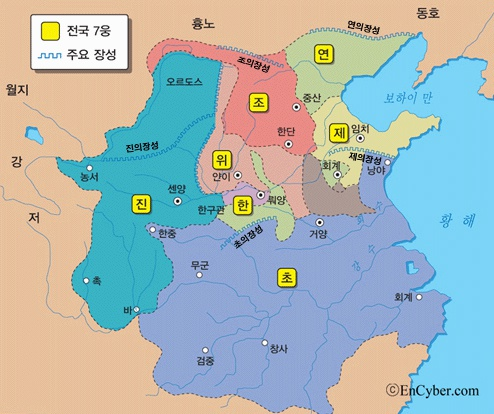 흉노
동호
전국 7웅
주요 장성
월지
강
저
연의장성
연
조의장성
오르도스
조
중산
보하이 만
한단
제
임치
진의장성
위
제의장성
안이
회계
낭야
농서
센양
진
한
뤄양
한구관
초의장성
거양
황해
한중
무군
초
촉
회계
바
창사
검중
©EnCyber.com